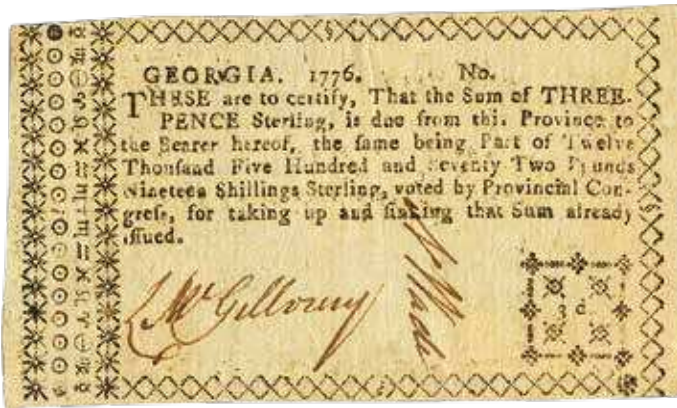 GEORGIA. 1776. No.
THESE are to certify, That the Sum of THREE-
PENCE Sterling, is due from this Province to
the Bearer hereof, the same being Part of Twelve
Thousand Five Hundred and Seventy Two Pounds
Nineteen Shillings Sterling, voted by Provincial Con-
gress, for taking up and sinking that Sum already
issued.
3 d